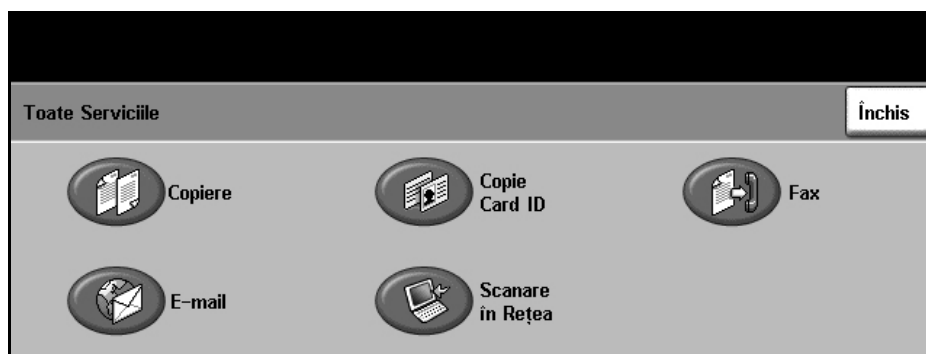 Toate Serviciile
Închis
Copiere
Copie
Card ID
Fax
E-mail
Scanare
în Rețea